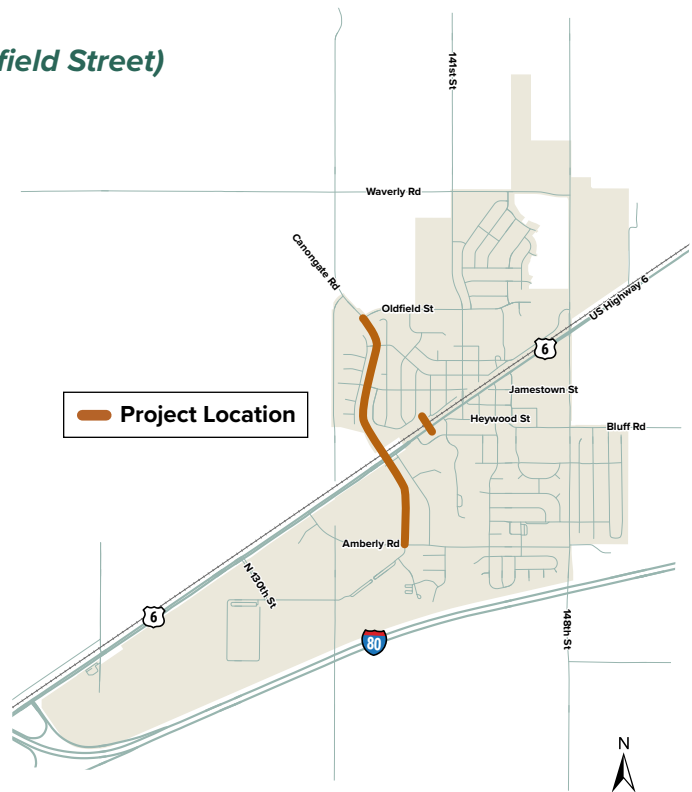 field Street)
141st St
Waverly Rd
Canongate Rd
Oldfield St
US Highway 6
6
Jamestown St
Project Location
Heywood St
Bluff Rd
Amberly Rd
N 130th St
6
148th St
80
N